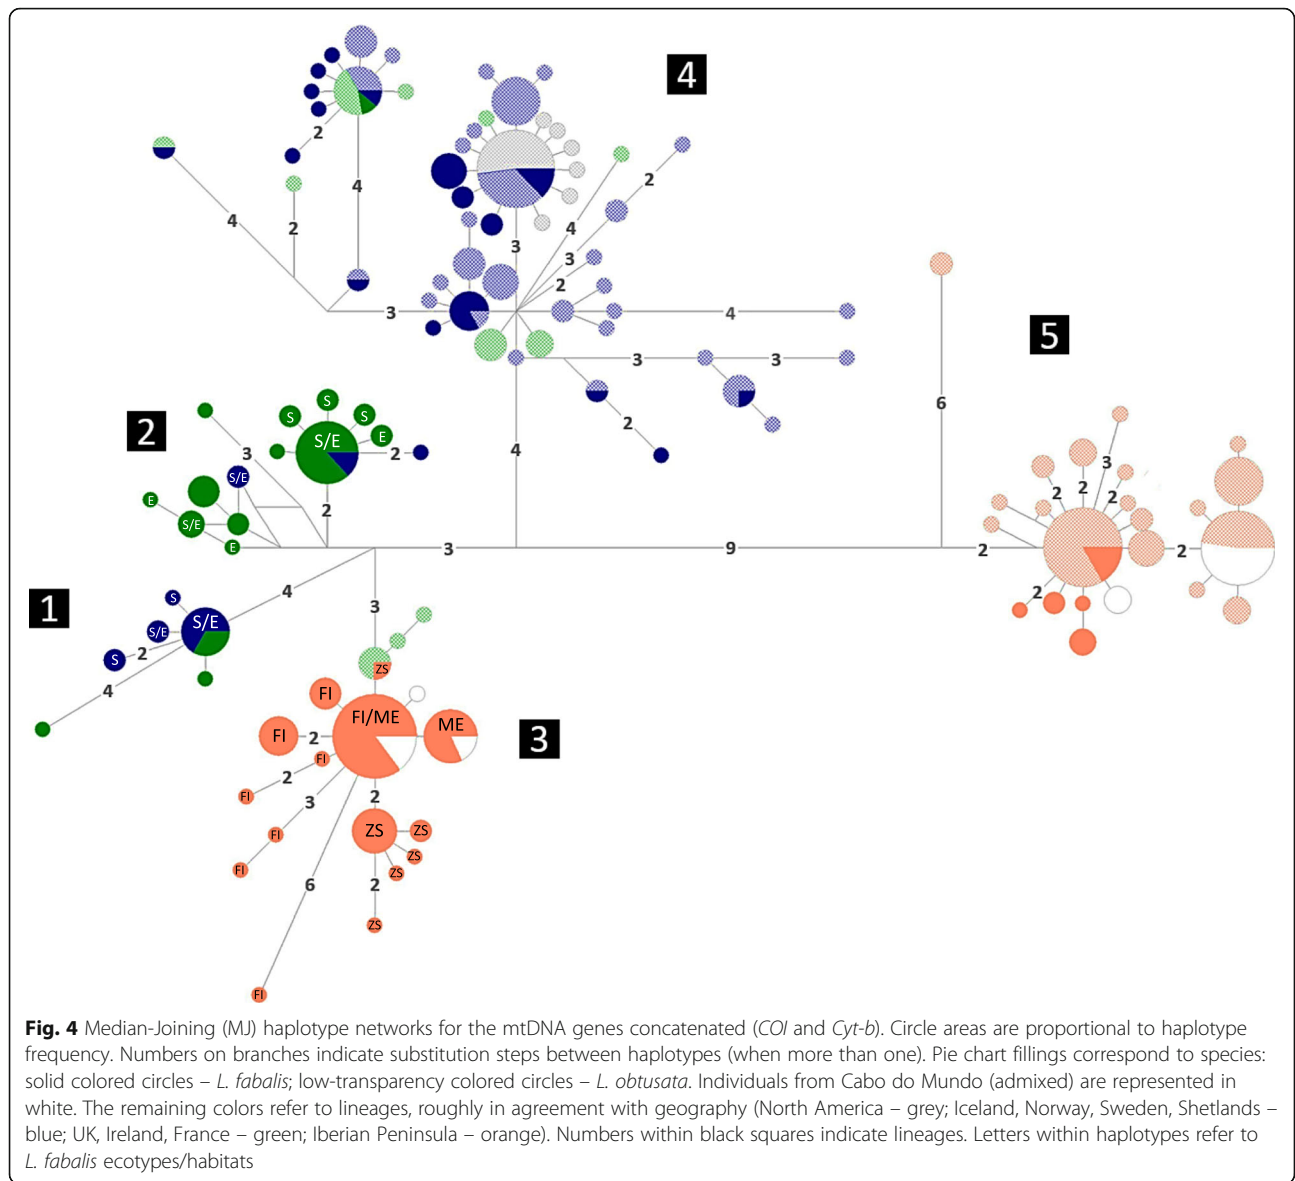 4
2
4
4
2
2
4
3
3
2
3
4
5
3
3
6
2
S
S
S
E
S/E
2
3
S/E
2
4
2
3
2
2
E
S/E
E
3
9
2
2
2
1
4
S
S/E
S/E
3
S
2
4
ZS
FI
FI/ME
ME
3
FI
2
FI
2
FI
2
3
ZS
ZS
FI
ZS
FI
ZS
6
2
ZS
FI
Fig. 4 Median-Joining (MJ) haplotype networks for the mtDNA genes concatenated (COI and Cyt-b). Circle areas are proportional to haplotype
frequency. Numbers on branches indicate substitution steps between haplotypes (when more than one). Pie chart fillings correspond to species:
solid colored circles – L. fabalis; low-transparency colored circles – L. obtusata. Individuals from Cabo do Mundo (admixed) are represented in
white. The remaining colors refer to lineages, roughly in agreement with geography (North America – grey; Iceland, Norway, Sweden, Shetlands –
blue; UK, Ireland, France – green; Iberian Peninsula – orange). Numbers within black squares indicate lineages. Letters within haplotypes refer to
L. fabalis ecotypes/habitats